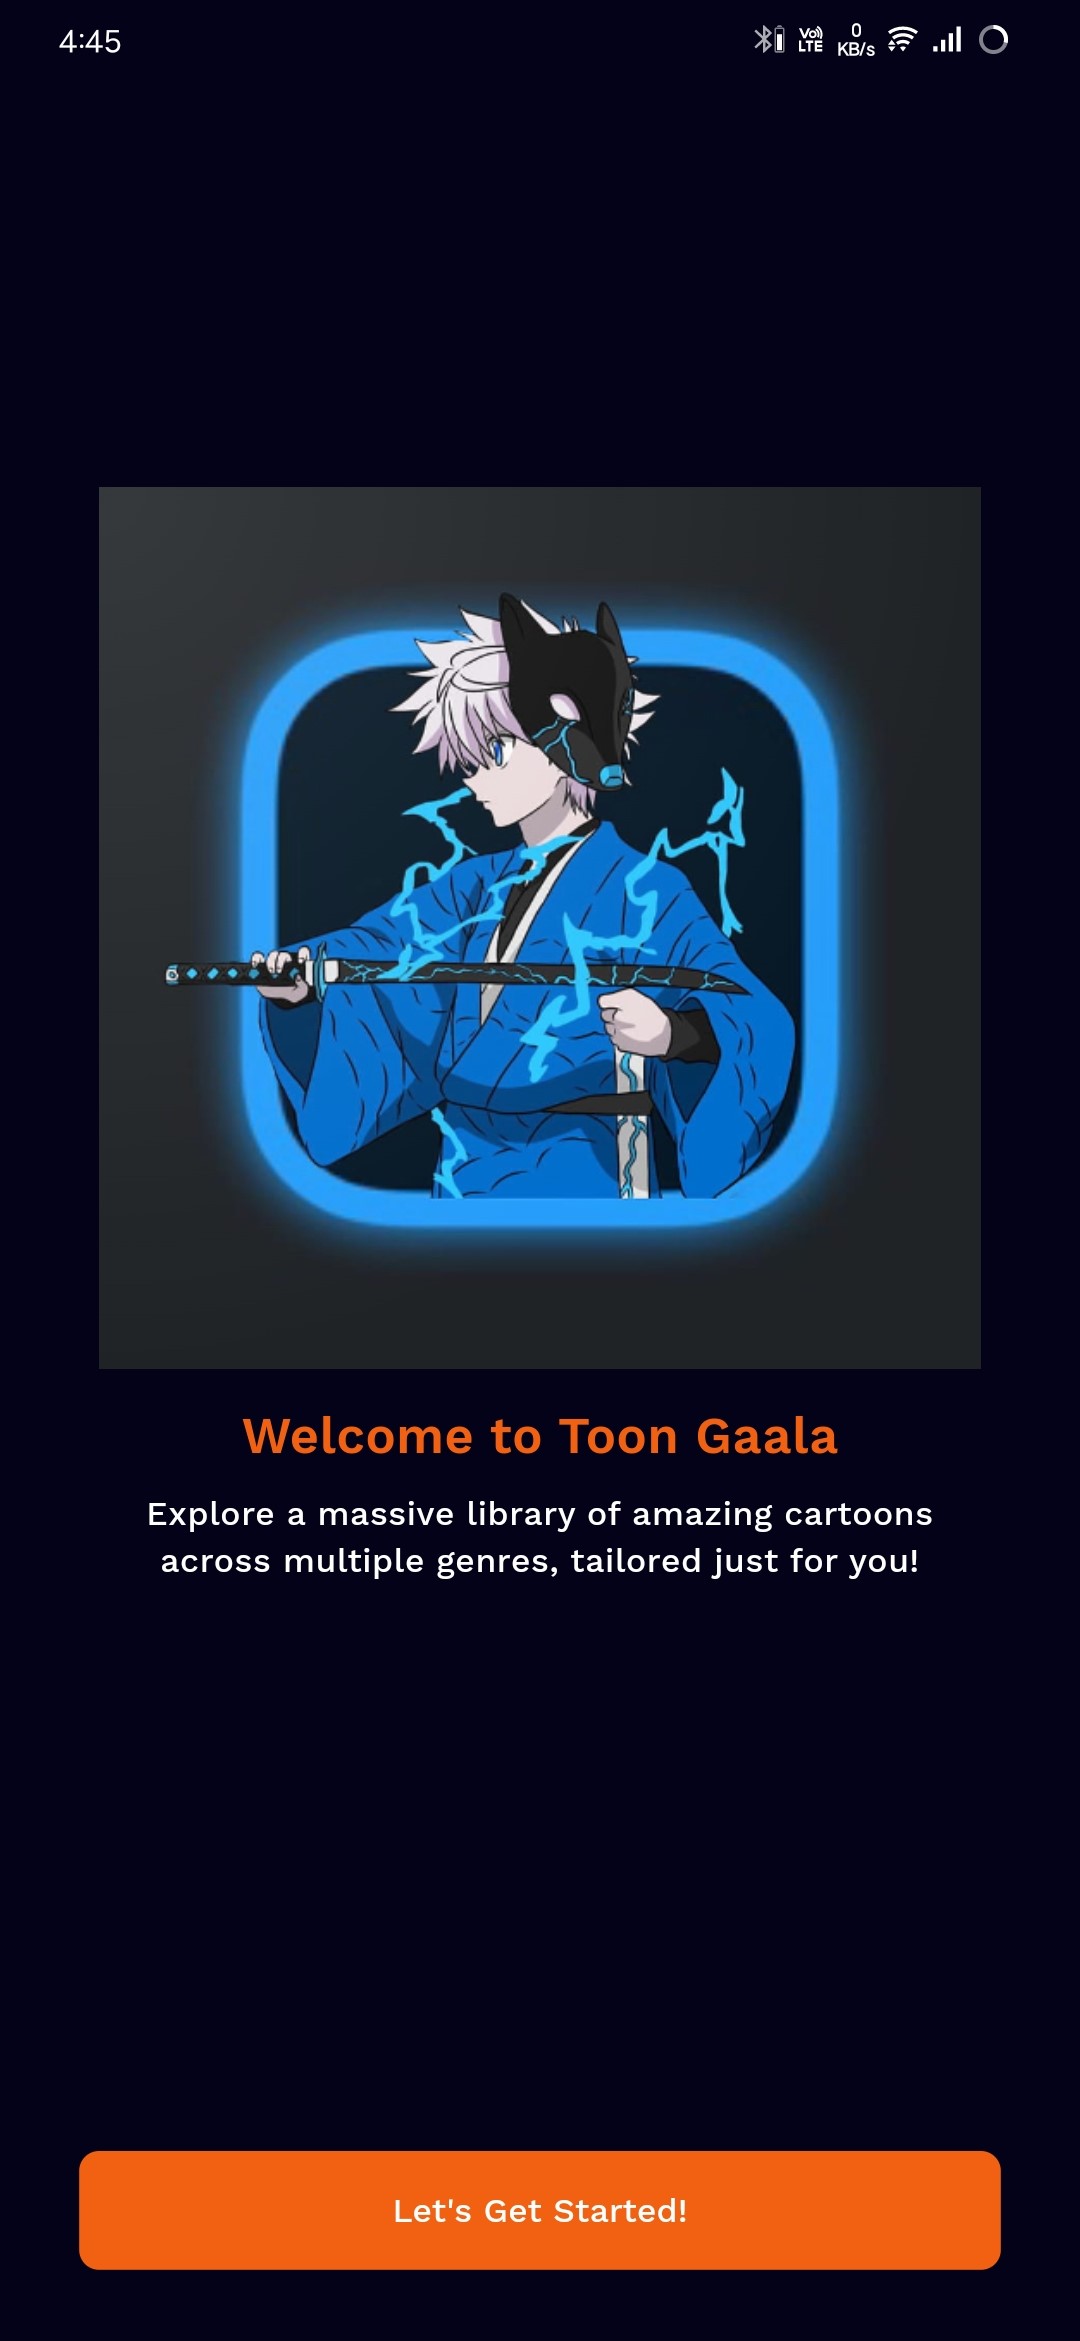 4:45
Vo)) LTE
0 KB/s
Welcome to Toon Gaala
Explore a massive library of amazing cartoons
across multiple genres, tailored just for you!
Let's Get Started!